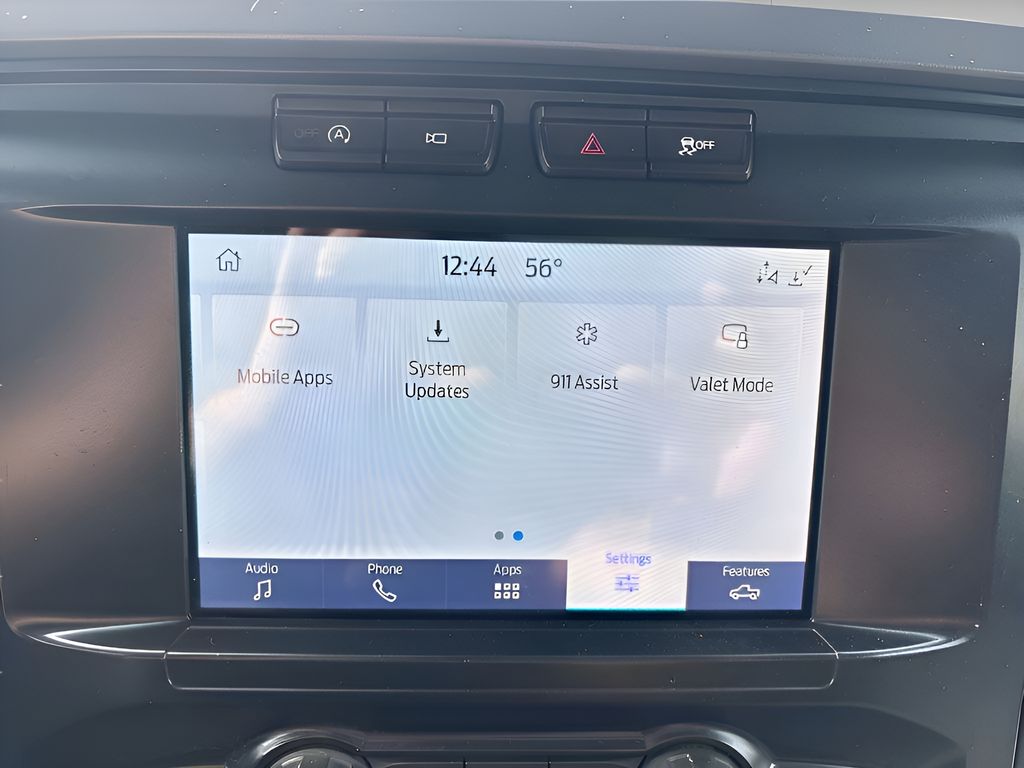 OFF A
OFF
12:44 56°
Mobile Apps
System
Updates
911 Assist
Valet Mode
Audio
Phone
Apps
Settings
Features